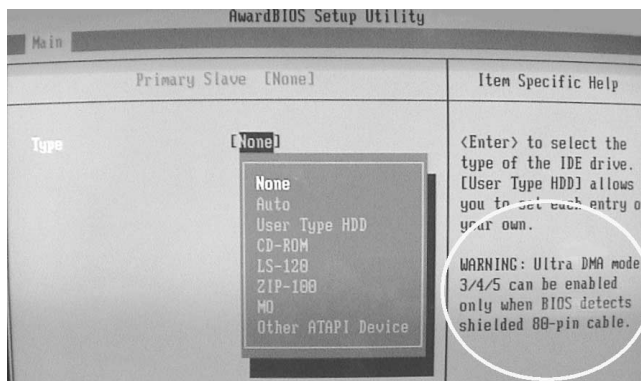 AwardBIOS Setup Utility
Main
Primary Slave [None]
Item Specific Help
Type
[None]
None
Auto
User Type HDD
CD-ROM
LS-120
ZIP-100
MO
Other ATAPI Device
<Enter> to select the
type of the IDE drive.
[User Type HDD] allows
you to set each entry o
your own.
WARNING: Ultra DMA mode
3/4/5 can be enabled
only when BIOS detects
shielded 80-pin cable.